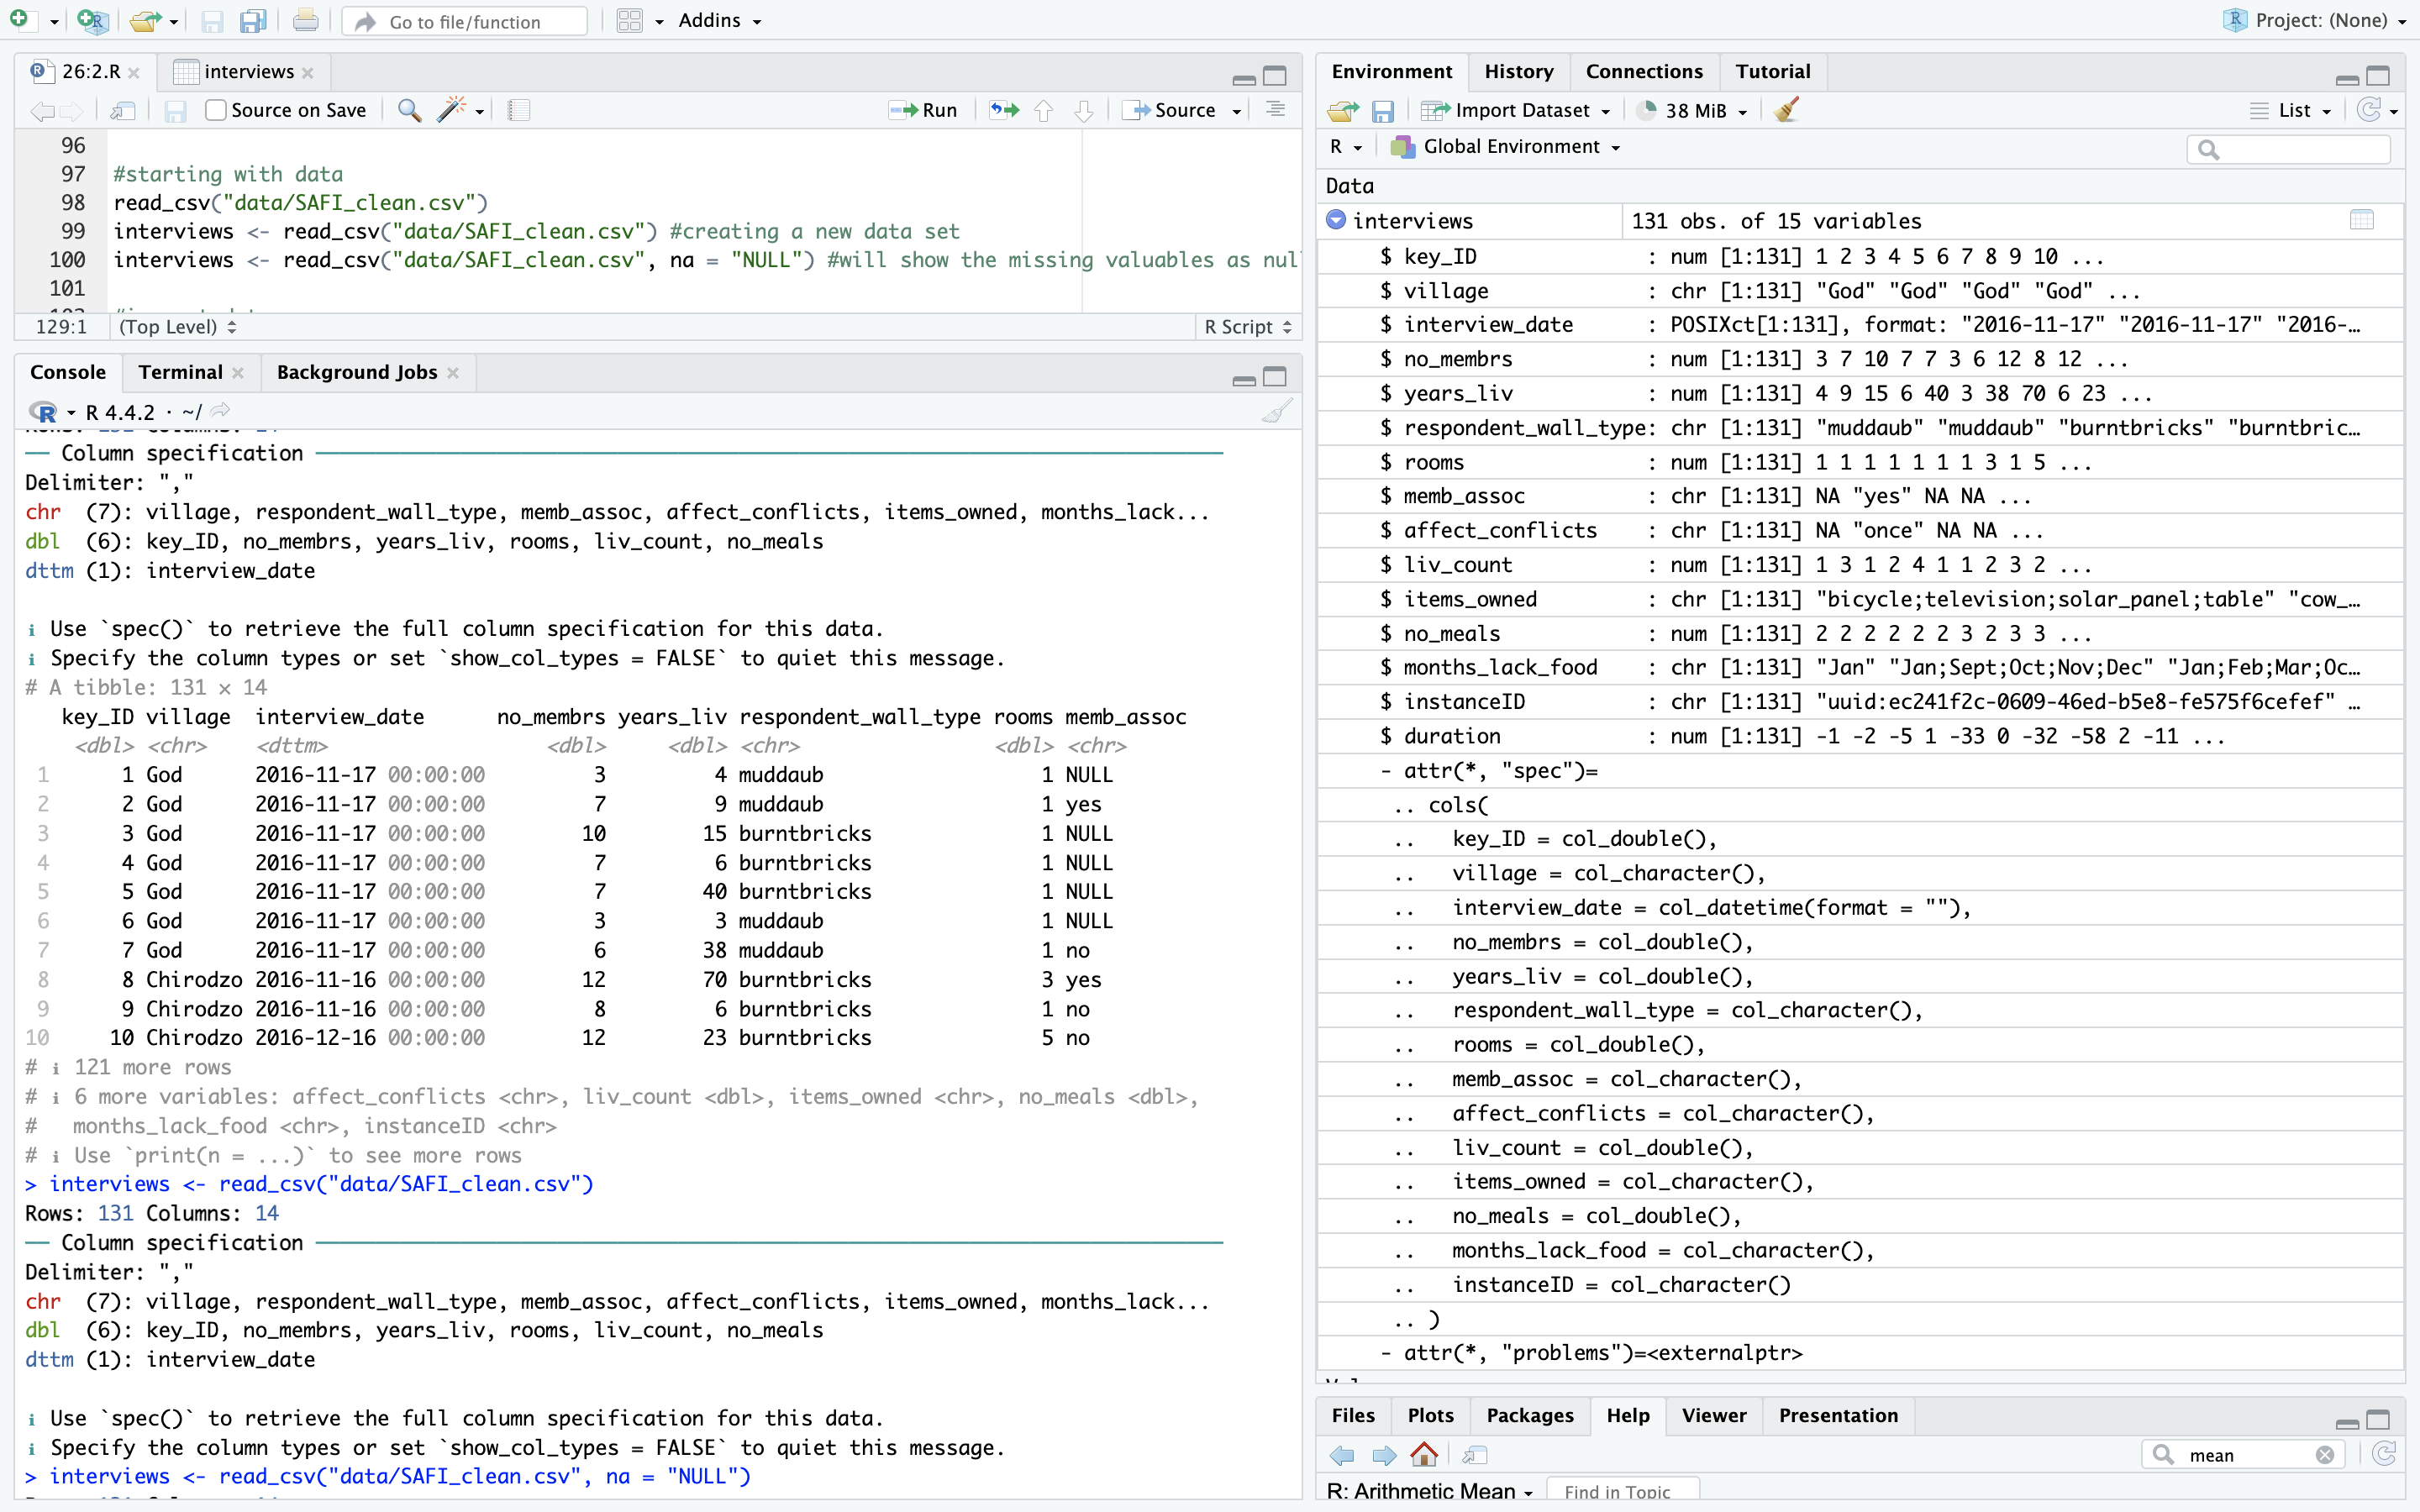 Go to file/function
Addins
Project: (None)
26:2.R
interviews
Source on Save
Run
Source
96
97 #starting with data
98 read_csv("data/SAFI_clean.csv")
99 interviews <- read_csv("data/SAFI_clean.csv") #creating a new data set
100 interviews <- read_csv("data/SAFI_clean.csv", na = "NULL") #will show the missing valuables as nul
101
129:1 (Top Level) R Script
Console Terminal Background Jobs
R 4.4.2 · ~/
── Column specification ──
Delimiter: ","
chr (7): village, respondent_wall_type, memb_assoc, affect_conflicts, items_owned, months_lack...
dbl (6): key_ID, no_membrs, years_liv, rooms, liv_count, no_meals
dttm (1): interview_date
ℹ Use `spec()` to retrieve the full column specification for this data.
ℹ Specify the column types or set `show_col_types = FALSE` to quiet this message.
# A tibble: 131 × 14
key_ID village interview_date no_membrs years_liv respondent_wall_type rooms memb_assoc
<dbl> <chr> <dttm> <dbl> <dbl> <chr> <dbl> <chr>
1 1 God 2016-11-17 00:00:00 3 4 muddaub 1 NULL
2 2 God 2016-11-17 00:00:00 7 9 muddaub 1 yes
3 3 God 2016-11-17 00:00:00 10 15 burntbricks 1 NULL
4 4 God 2016-11-17 00:00:00 7 6 burntbricks 1 NULL
5 5 God 2016-11-17 00:00:00 7 40 burntbricks 1 NULL
6 6 God 2016-11-17 00:00:00 3 3 muddaub 1 NULL
7 7 God 2016-11-17 00:00:00 6 38 muddaub 1 no
8 8 Chirodzo 2016-11-16 00:00:00 12 70 burntbricks 3 yes
9 9 Chirodzo 2016-11-16 00:00:00 8 6 burntbricks 1 no
10 10 Chirodzo 2016-12-16 00:00:00 12 23 burntbricks 5 no
# ℹ 121 more rows
# ℹ 6 more variables: affect_conflicts <chr>, liv_count <dbl>, items_owned <chr>, no_meals <dbl>,
# months_lack_food <chr>, instanceID <chr>
# ℹ Use `print(n = ...)` to see more rows
> interviews <- read_csv("data/SAFI_clean.csv")
Rows: 131 Columns: 14
── Column specification ──
Delimiter: ","
chr (7): village, respondent_wall_type, memb_assoc, affect_conflicts, items_owned, months_lack...
dbl (6): key_ID, no_membrs, years_liv, rooms, liv_count, no_meals
dttm (1): interview_date
ℹ Use `spec()` to retrieve the full column specification for this data.
ℹ Specify the column types or set `show_col_types = FALSE` to quiet this message.
> interviews <- read_csv("data/SAFI_clean.csv", na = "NULL")
Environment History Connections Tutorial
Import Dataset 38 MiB List
R Global Environment
Data
interviews 131 obs. of 15 variables
$ key_ID : num [1:131] 1 2 3 4 5 6 7 8 9 10 ...
$ village : chr [1:131] "God" "God" "God" "God" ...
$ interview_date : POSIXct[1:131], format: "2016-11-17" "2016-11-17" "2016-…
$ no_membrs : num [1:131] 3 7 10 7 7 3 6 12 8 12 ...
$ years_liv : num [1:131] 4 9 15 6 40 3 38 70 6 23 ...
$ respondent_wall_type: chr [1:131] "muddaub" "muddaub" "burntbricks" "burntbric…
$ rooms : num [1:131] 1 1 1 1 1 1 1 3 1 5 ...
$ memb_assoc : chr [1:131] NA "yes" NA NA ...
$ affect_conflicts : chr [1:131] NA "once" NA NA ...
$ liv_count : num [1:131] 1 3 1 2 4 1 1 2 3 2 ...
$ items_owned : chr [1:131] "bicycle;television;solar_panel;table" "cow_…
$ no_meals : num [1:131] 2 2 2 2 2 2 3 2 3 3 ...
$ months_lack_food : chr [1:131] "Jan" "Jan;Sept;Oct;Nov;Dec" "Jan;Feb;Mar;Oc…
$ instanceID : chr [1:131] "uuid:ec241f2c-0609-46ed-b5e8-fe575f6cefef" …
$ duration : num [1:131] -1 -2 -5 1 -33 0 -32 -58 2 -11 ...
- attr(*, "spec")=
.. cols(
.. key_ID = col_double(),
.. village = col_character(),
.. interview_date = col_datetime(format = ""),
.. no_membrs = col_double(),
.. years_liv = col_double(),
.. respondent_wall_type = col_character(),
.. rooms = col_double(),
.. memb_assoc = col_character(),
.. affect_conflicts = col_character(),
.. liv_count = col_double(),
.. items_owned = col_character(),
.. no_meals = col_double(),
.. months_lack_food = col_character(),
.. instanceID = col_character()
.. )
- attr(*, "problems")=<externalptr>
Files Plots Packages Help Viewer Presentation
mean
R: Arithmetic Mean Find in Topic